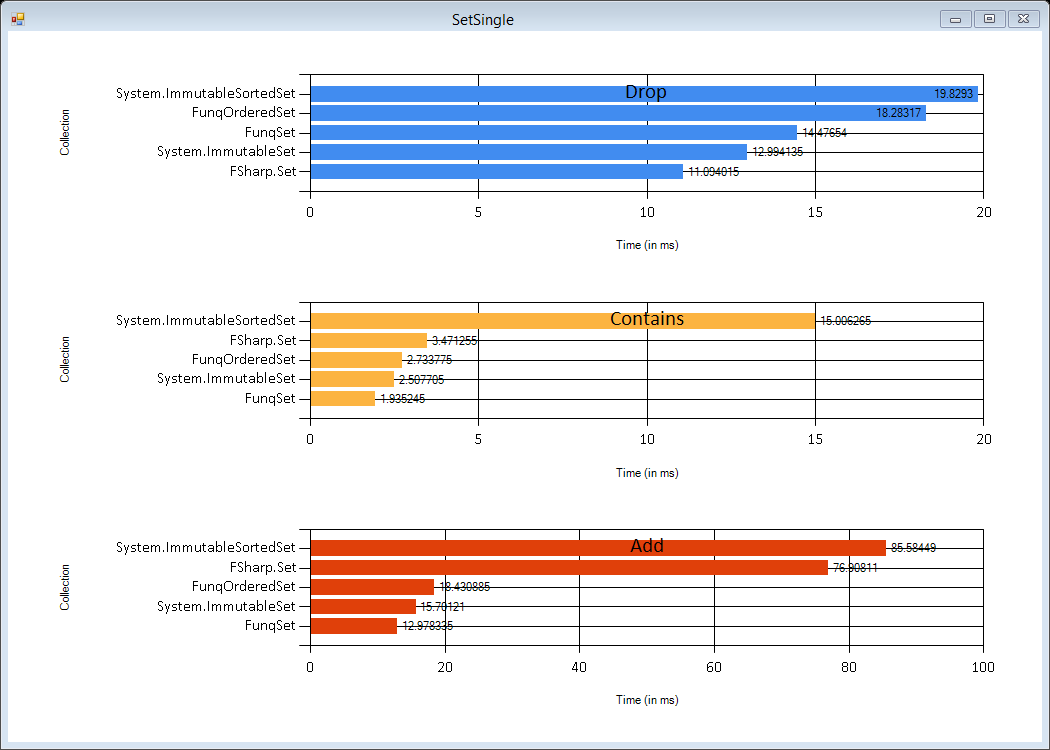 SetSingle
Drop
Collection
System.ImmutableSortedSet 19.8293
FunqOrderedSet 18.28317
FunqSet 14.47654
System.ImmutableSet 12.994135
FSharp.Set 11.094015
0 5 10 15 20
Time (in ms)
Contains
Collection
System.ImmutableSortedSet 15.006265
FSharp.Set 3.471255
FunqOrderedSet 2.733775
System.ImmutableSet 2.507705
FunqSet 1.935245
0 5 10 15 20
Time (in ms)
Add
Collection
System.ImmutableSortedSet 85.58449
FSharp.Set 76.90811
FunqOrderedSet 18.430885
System.ImmutableSet 15.70121
FunqSet 12.978335
0 20 40 60 80 100
Time (in ms)